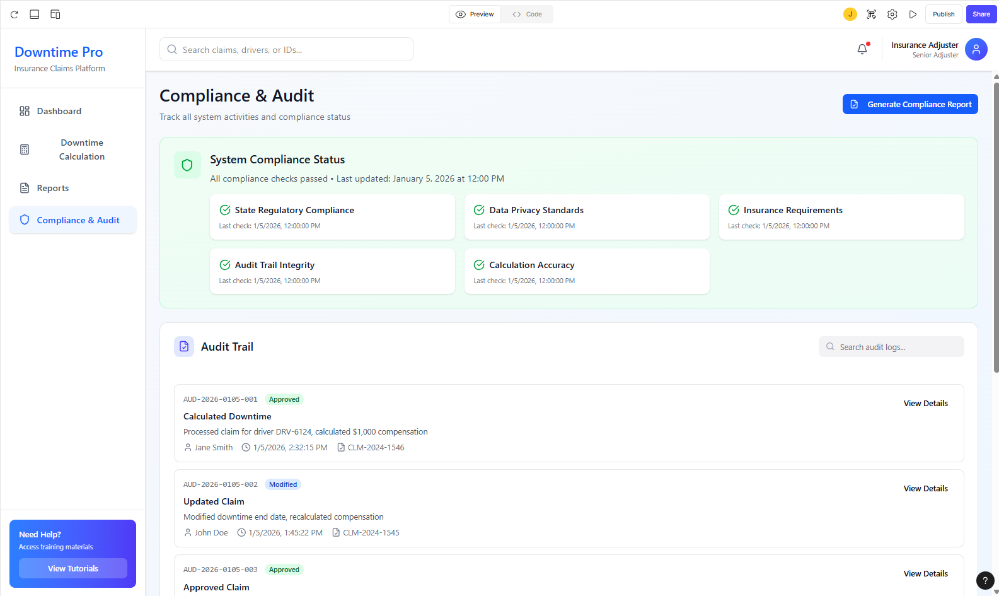 Preview
Code
J
Publish
Share
Downtime Pro
Insurance Claims Platform
Search claims, drivers, or IDs...
Insurance Adjuster
Senior Adjuster
Dashboard
Downtime
Calculation
Reports
Compliance & Audit
Need Help?
Access training materials
View Tutorials
Compliance & Audit
Track all system activities and compliance status
Generate Compliance Report
System Compliance Status
All compliance checks passed • Last updated: January 5, 2026 at 12:00 PM
State Regulatory Compliance
Last check: 1/5/2026, 12:00:00 PM
Data Privacy Standards
Last check: 1/5/2026, 12:00:00 PM
Insurance Requirements
Last check: 1/5/2026, 12:00:00 PM
Audit Trail Integrity
Last check: 1/5/2026, 12:00:00 PM
Calculation Accuracy
Last check: 1/5/2026, 12:00:00 PM
Audit Trail
Search audit logs...
AUD-2026-0105-001 Approved
View Details
Calculated Downtime
Processed claim for driver DRV-6124, calculated $1,000 compensation
Jane Smith 1/5/2026, 2:32:15 PM CLM-2024-1546
AUD-2026-0105-002 Modified
View Details
Updated Claim
Modified downtime end date, recalculated compensation
John Doe 1/5/2026, 1:45:22 PM CLM-2024-1545
AUD-2026-0105-003 Approved
View Details
Approved Claim
?